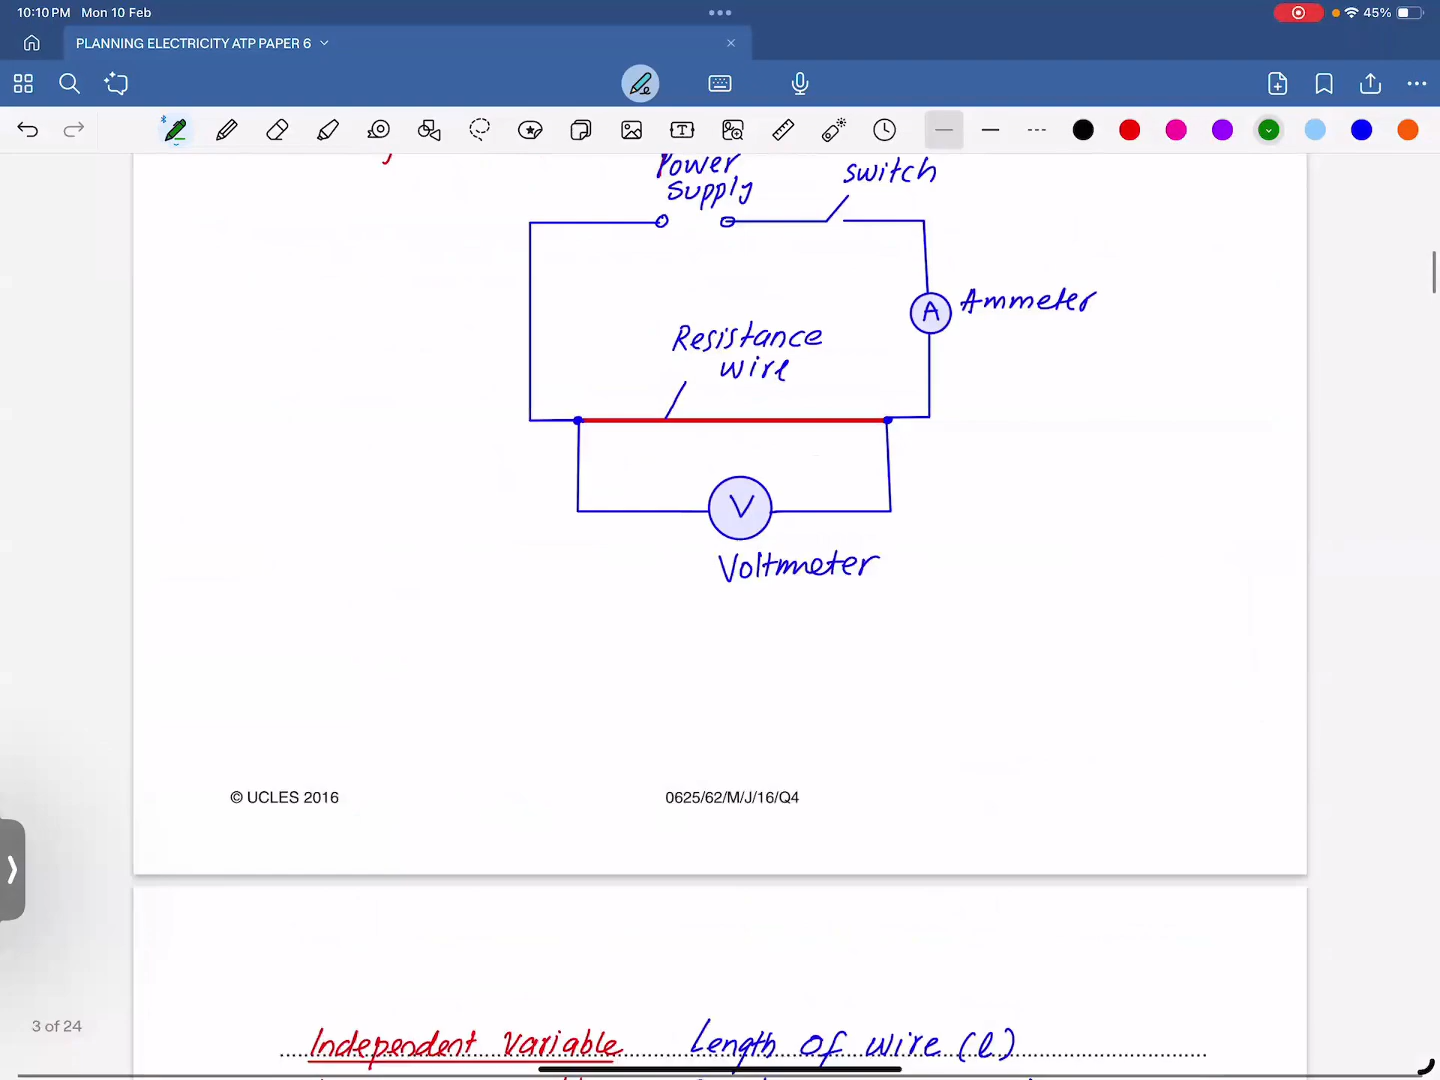 10:10 PM Mon 10 Feb
45%
PLANNING ELECTRICITY ATP PAPER 6
Power
Supply
switch
A
Ammeter
Resistance
wire
V
Voltmeter
© UCLES 2016
0625/62/M/J/16/Q4
3 of 24
Independent Variable Length of wire (l)